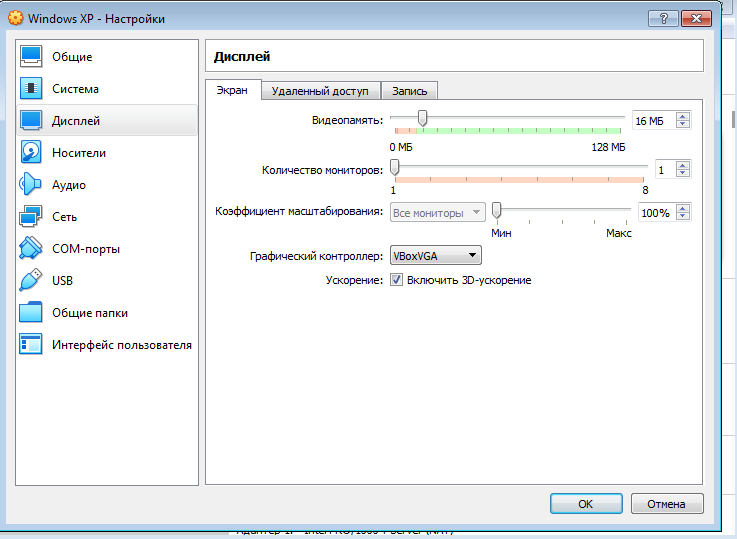 Windows XP - Настройки
?
Общие
Система
Дисплей
Носители
Аудио
Сеть
COM-порты
USB
Общие папки
Интерфейс пользователя
Дисплей
Экран Удаленный доступ Запись
Видеопамять: 16 МБ
0 МБ 128 МБ
Количество мониторов: 1
1 8
Коэффициент масштабирования: Все мониторы 100%
Мин Макс
Графический контроллер: VBoxVGA
Ускорение: Включить 3D-ускорение
OK Отмена